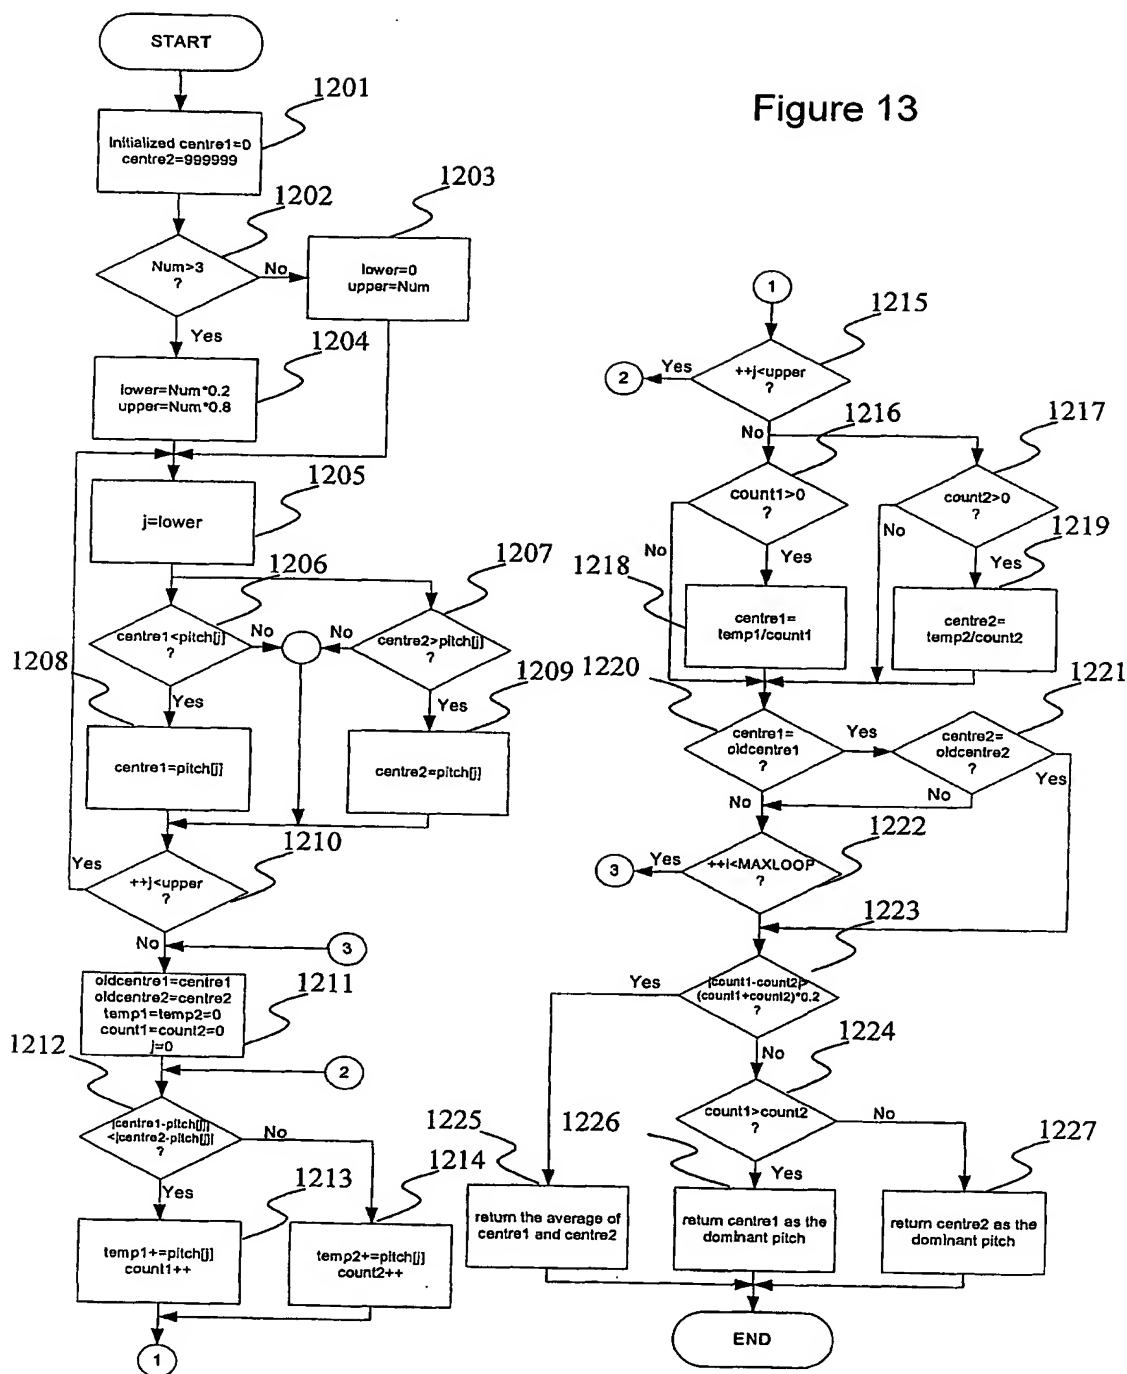 START
1201
Figure 13
Initialized centre1=0
centre2=999999
1203
1202
Num>3
?
No
lower=0
upper=Num
Yes
1204
lower=Num*0.2
upper=Num*0.8
1205
j=lower
1206
1207
centre1<pitch[j]
?
No
No
centre2>pitch[j]
?
1208
Yes
1209
Yes
centre1=pitch[j]
centre2=pitch[j]
1210
Yes
++j<upper
?
No
3
oldcentre1=centre1
oldcentre2=centre2
temp1=temp2=0
count1=count2=0
j=0
1211
1212
2
|centre1-pitch[j]|
<|centre2-pitch[j]|
?
No
Yes
1213
1214
temp1+=pitch[j]
count1++
temp2+=pitch[j]
count2++
1
1
1215
2
Yes
++j<upper
?
No
1216
1217
count1>0
?
count2>0
?
No
No
Yes
Yes
1219
1218
centre1=
temp1/count1
centre2=
temp2/count2
1220
1221
centre1=
oldcentre1
?
Yes
centre2=
oldcentre2
?
Yes
No
No
1222
3
Yes
++i<MAXLOOP
?
1223
Yes
|count1-count2|>
(count1+count2)*0.2
?
No
1224
count1>count2
?
No
1225
1226
Yes
1227
return the average of
centre1 and centre2
return centre1 as the
dominant pitch
return centre2 as the
dominant pitch
END